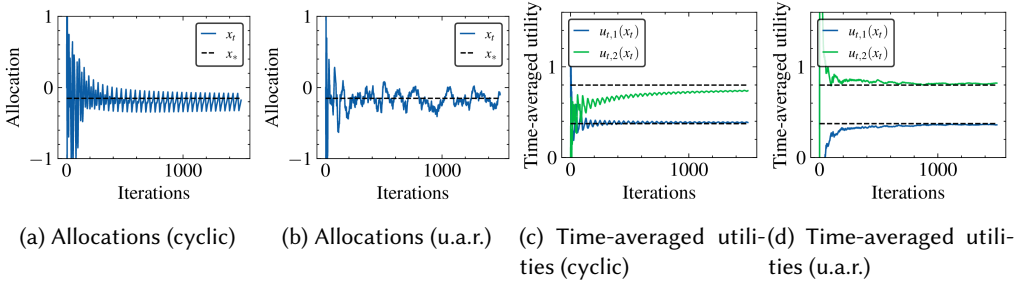 Allocation
1
0
−1
0
1000
Iterations
x_t
x_*
(a) Allocations (cyclic)
Allocation
1
0
−1
0
1000
Iterations
x_t
x_*
(b) Allocations (u.a.r.)
Time-averaged utility
1
0
0
1000
Iterations
u_{t,1}(x_t)
u_{t,2}(x_t)
(c) Time-averaged utili-
ties (cyclic)
Time-averaged utility
1
0
0
1000
Iterations
u_{t,1}(x_t)
u_{t,2}(x_t)
(d) Time-averaged utili-
ties (u.a.r.)